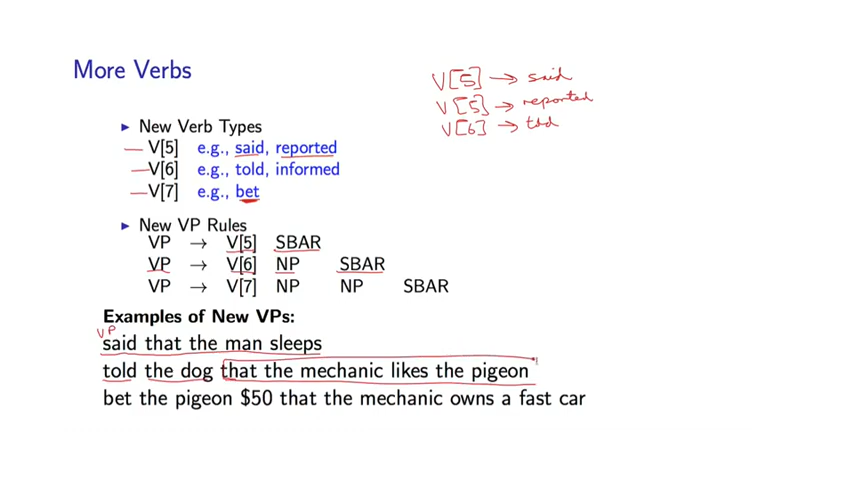 More Verbs
V[5] → said
V[5] → reported
V[6] → told
▶ New Verb Types
V[5] e.g., said, reported
V[6] e.g., told, informed
V[7] e.g., bet
▶ New VP Rules
VP → V[5] SBAR
VP → V[6] NP SBAR
VP → V[7] NP NP SBAR
Examples of New VPs:
VP
said that the man sleeps
told the dog that the mechanic likes the pigeon
bet the pigeon $50 that the mechanic owns a fast car